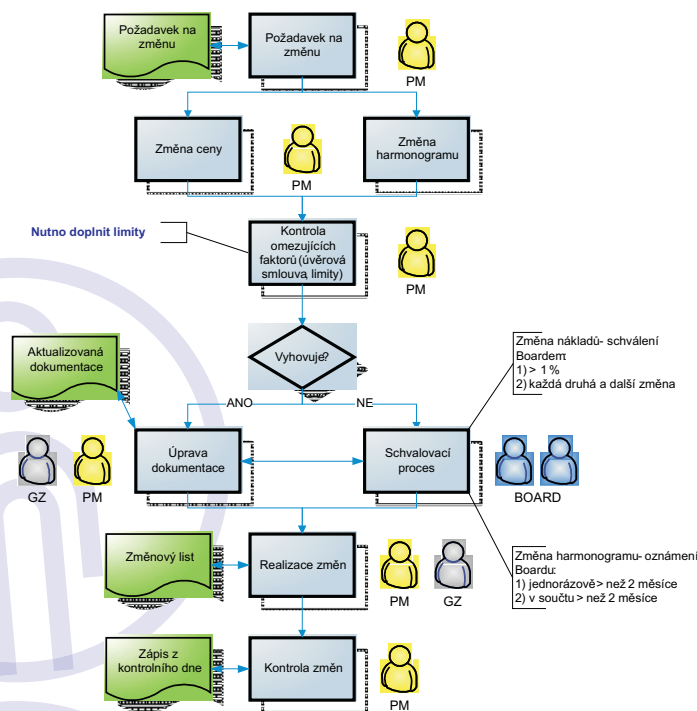 Požadavek na
změnu
Požadavek na
změnu
PM
Změna ceny
PM
Změna
harmonogramu
Nutno doplnit limity
Kontrola
omezujících
faktorů (úvěrová
smlouva, limity)
PM
Vyhovuje?
Změna nákladů- schválení
Boardem:
1) > 1 %
2) každá druhá a další změna
Aktualizovaná
dokumentace
ANO
NE
GZ
PM
Úprava
dokumentace
Schvalovací
proces
BOARD
Změnový list
Realizace změn
PM
GZ
Změna harmonogramu- oznámení
Boardu:
1) jednorázově > než 2 měsíce
2) v součtu > než 2 měsíce
Zápis z
kontrolního dne
Kontrola změn
PM